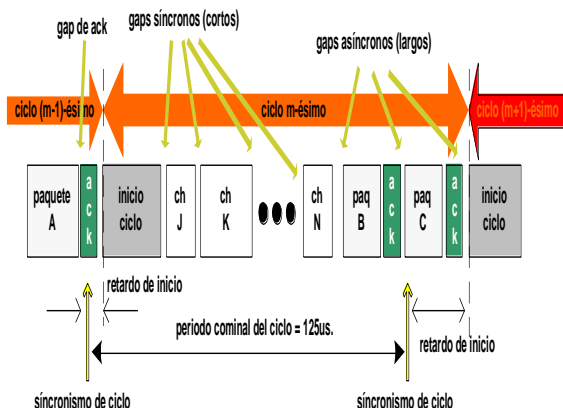 gap de ack
gaps síncronos (cortos)
gaps asíncronos (largos)
ciclo (m-1)-ésimo
ciclo m-ésimo
ciclo (m+1)-ésimo
paquete
A
a
c
k
inicio
ciclo
ch
J
ch
K
ch
N
paq
B
a
c
k
paq
C
a
c
k
inicio
ciclo
retardo de inicio
periodo cominal del ciclo = 125us.
retardo de inicio
síncronismo de ciclo
síncronismo de ciclo